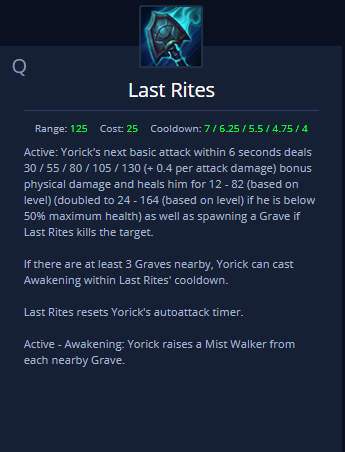 Q
Last Rites
Range: 125 Cost: 25 Cooldown: 7 / 6.25 / 5.5 / 4.75 / 4
Active: Yorick's next basic attack within 6 seconds deals
30 / 55 / 80 / 105 / 130 (+ 0.4 per attack damage) bonus
physical damage and heals him for 12 - 82 (based on
level) (doubled to 24 - 164 (based on level) if he is below
50% maximum health) as well as spawning a Grave if
Last Rites kills the target.
If there are at least 3 Graves nearby, Yorick can cast
Awakening within Last Rites' cooldown.
Last Rites resets Yorick's autoattack timer.
Active - Awakening: Yorick raises a Mist Walker from
each nearby Grave.